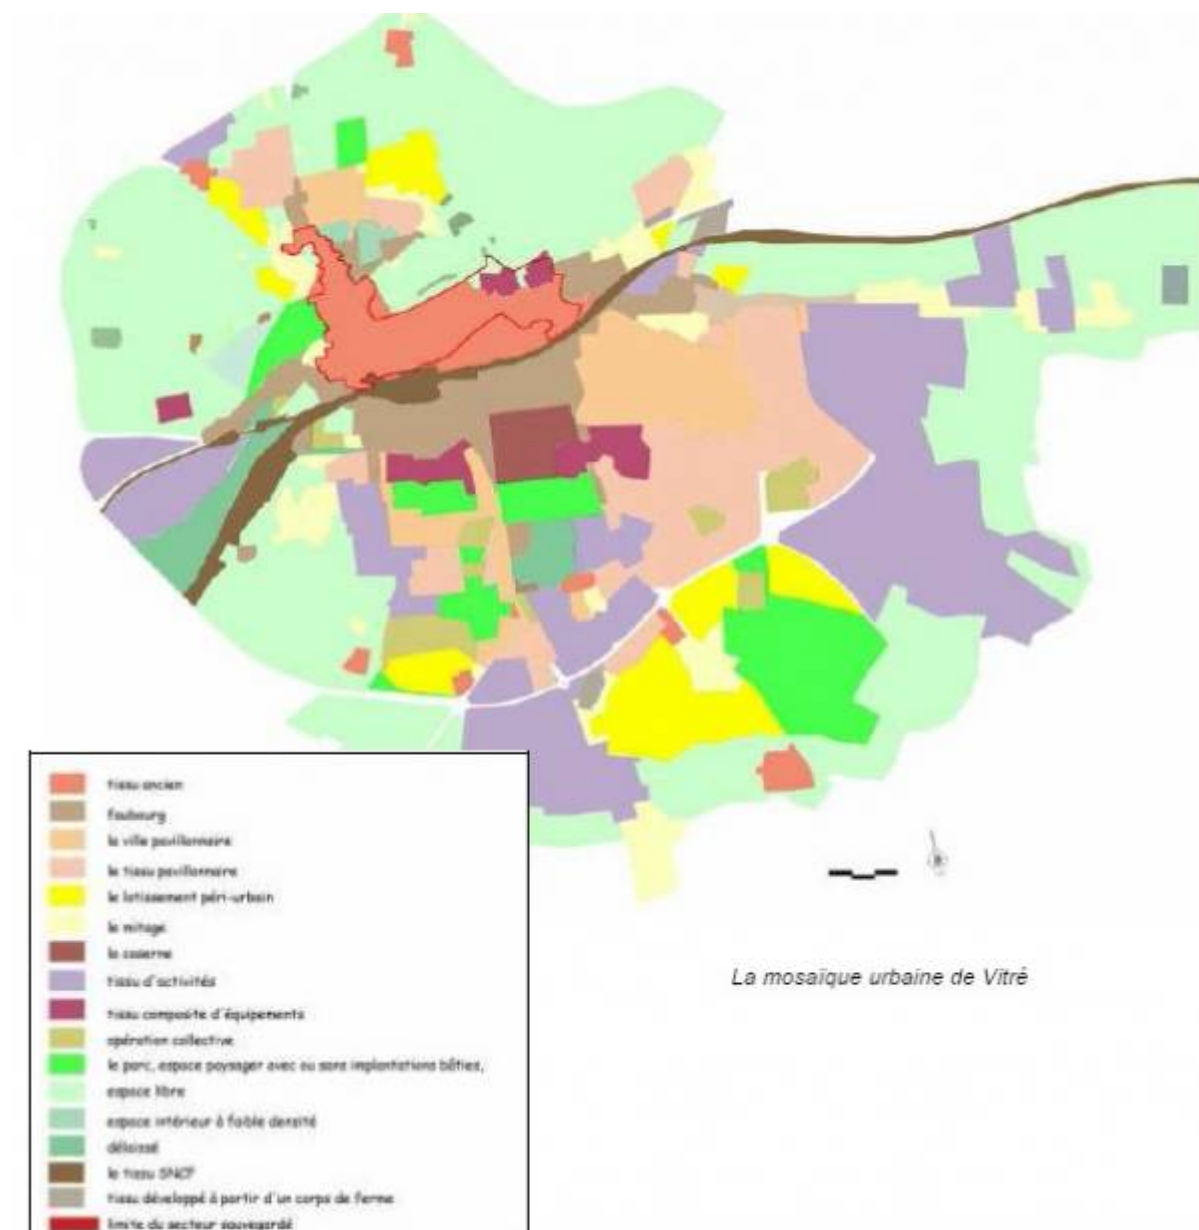 tissu ancien
faubourg
la ville pavillonnaire
le tissu pavillonnaire
le lotissement péri-urbain
le mitage
la caserne
tissu d'activités
tissu composite d'équipements
opération collective
le parc, espace paysager avec ou sans implantations bâties,
espace libre
espace intérieur à faible densité
délaissé
le tissu SNCF
tissu développé à partir d'un corps de ferme
limite du secteur sauvegardé
La mosaïque urbaine de Vitré